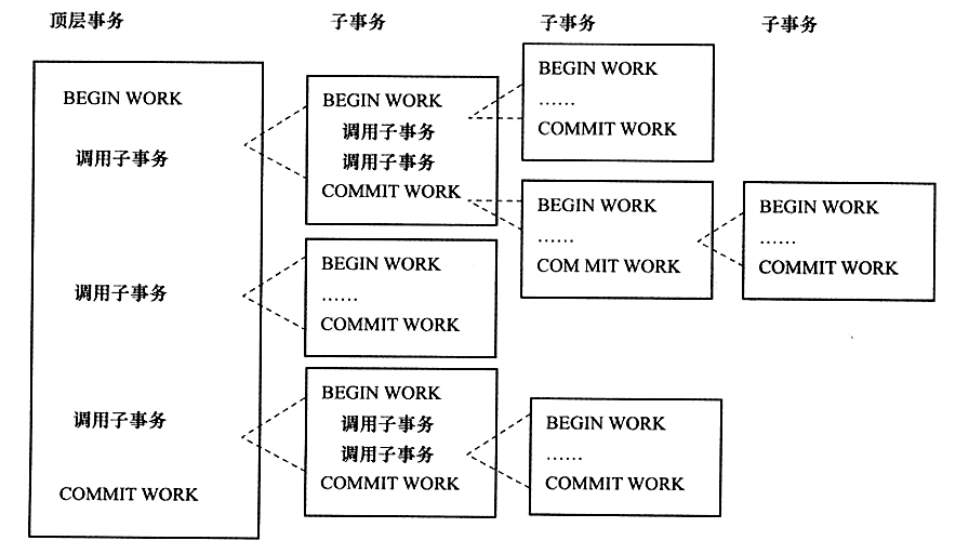 顶层事务
子事务
子事务
子事务
BEGIN WORK
调用子事务
调用子事务
调用子事务
COMMIT WORK
BEGIN WORK
调用子事务
调用子事务
COMMIT WORK
BEGIN WORK
......
COMMIT WORK
BEGIN WORK
调用子事务
调用子事务
COMMIT WORK
BEGIN WORK
......
COMMIT WORK
BEGIN WORK
......
COM MIT WORK
BEGIN WORK
......
COMMIT WORK
BEGIN WORK
......
COMMIT WORK